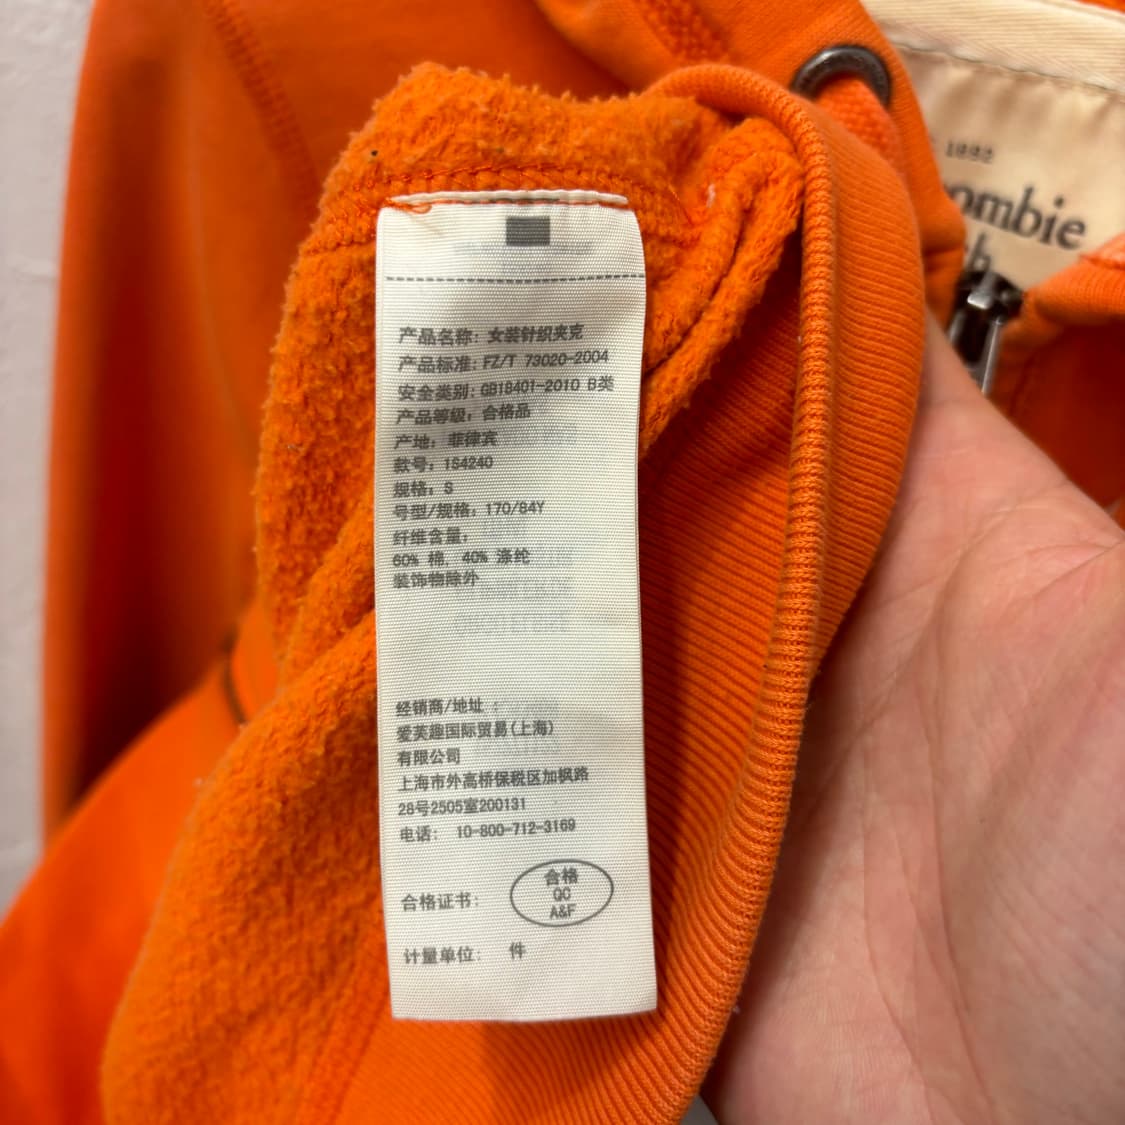 1892
ombie
h
产品名称: 女装针织夹克
产品标准: FZ/T 73020-2004
安全类别: GB18401-2010 B类
产品等级: 合格品
产地: 菲律宾
款号: 184240
规格: S
号型/规格: 170/84Y
纤维含量:
60% 棉, 40% 涤纶
装饰物除外
经销商/地址 :
爱芙趣国际贸易(上海)
有限公司
上海市外高桥保税区加枫路
28号2505室200131
电话: 10-800-712-3169
合格证书:
合格
QC
A&F
计量单位: 件